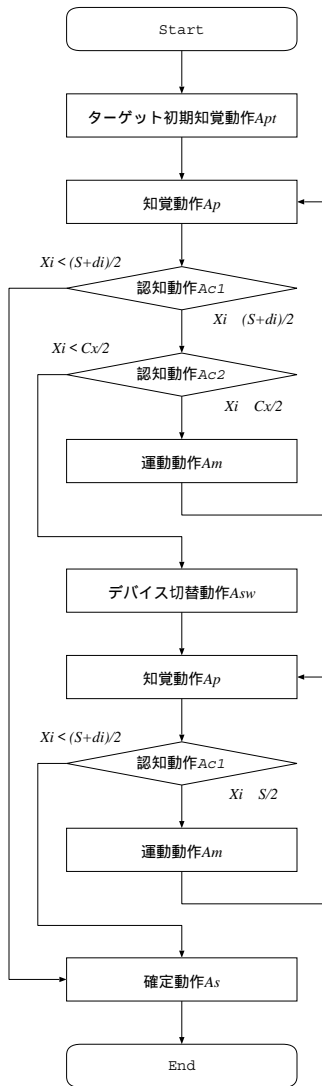 Start
ターゲット初期知覚動作Apt
知覚動作Ap
Xi < (S+di)/2
認知動作Ac1
Xi (S+di)/2
Xi < Cx/2
認知動作Ac2
Xi Cx/2
運動動作Am
デバイス切替動作Asw
知覚動作Ap
Xi < (S+di)/2
認知動作Ac1
Xi S/2
運動動作Am
確定動作As
End